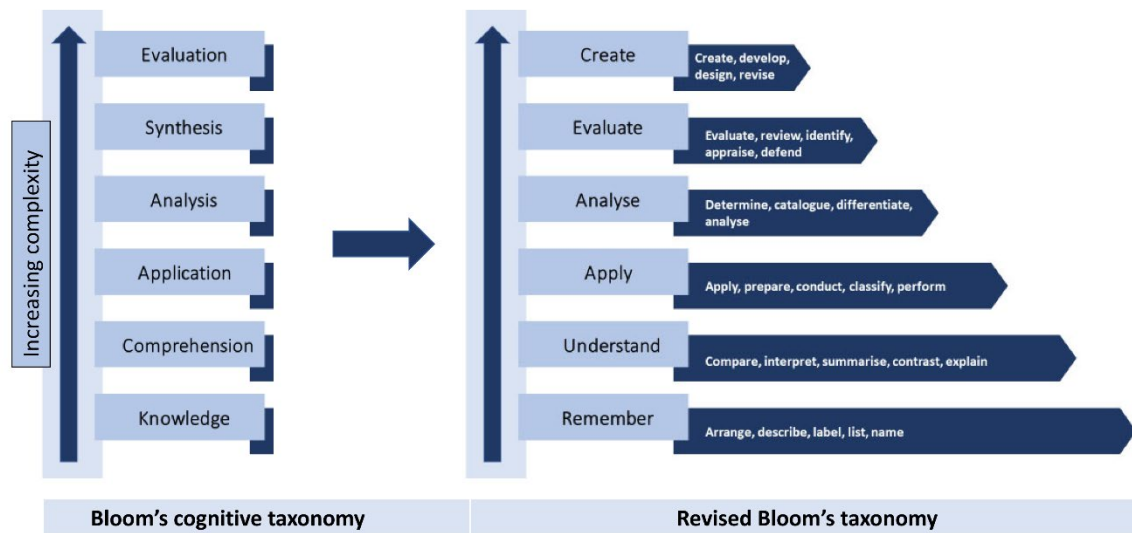 Increasing complexity
Evaluation
Synthesis
Analysis
Application
Comprehension
Knowledge
Create
Create, develop,
design, revise
Evaluate
Evaluate, review, identify,
appraise, defend
Analyse
Determine, catalogue, differentiate,
analyse
Apply
Apply, prepare, conduct, classify, perform
Understand
Compare, interpret, summarise, contrast, explain
Remember
Arrange, describe, label, list, name
Bloom's cognitive taxonomy
Revised Bloom's taxonomy